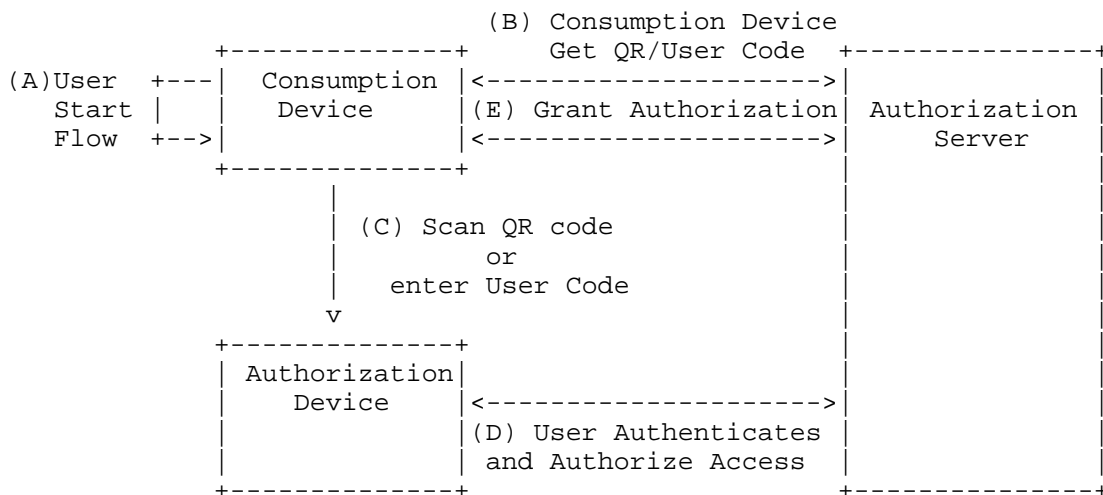 (B) Consumption Device
Get QR/User Code
(A)User
Start
Flow
Consumption
Device
(E) Grant Authorization
Authorization
Server
(C) Scan QR code
or
enter User Code
v
Authorization
Device
(D) User Authenticates
and Authorize Access